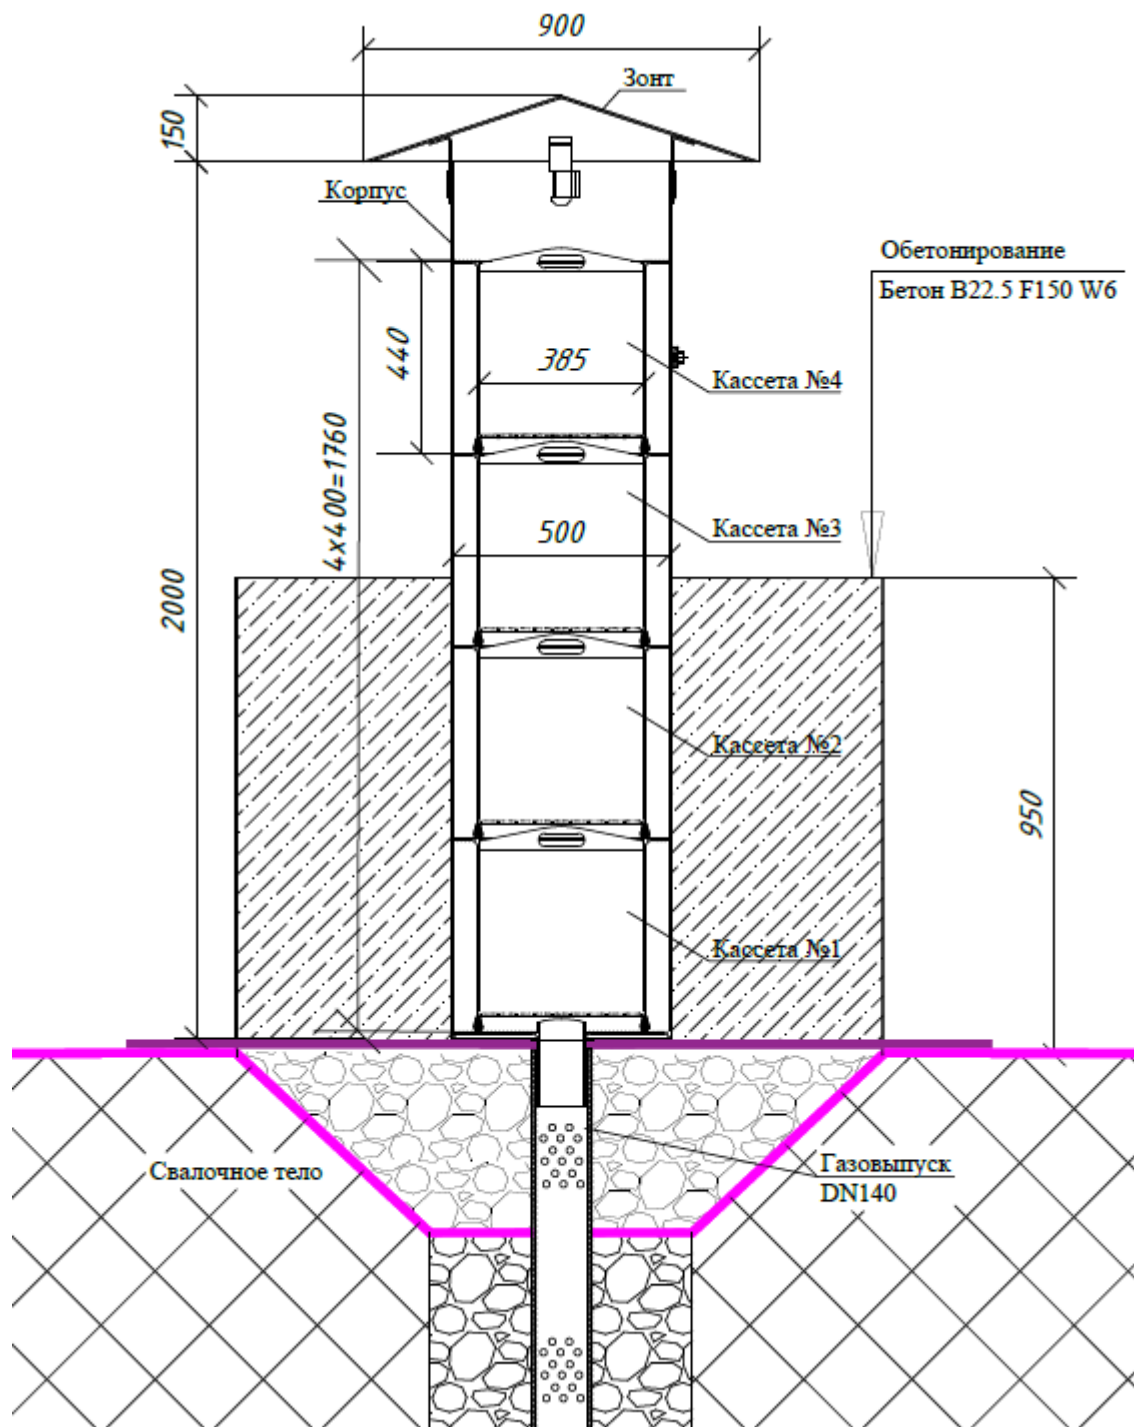 900
Зонт
150
Корпус
Обетонирование
Бетон В22.5 F150 W6
440
385
Кассета №4
4х400=1760
Кассета №3
500
2000
Кассета №2
950
Кассета №1
Свалочное тело
Газовыпуск
DN140